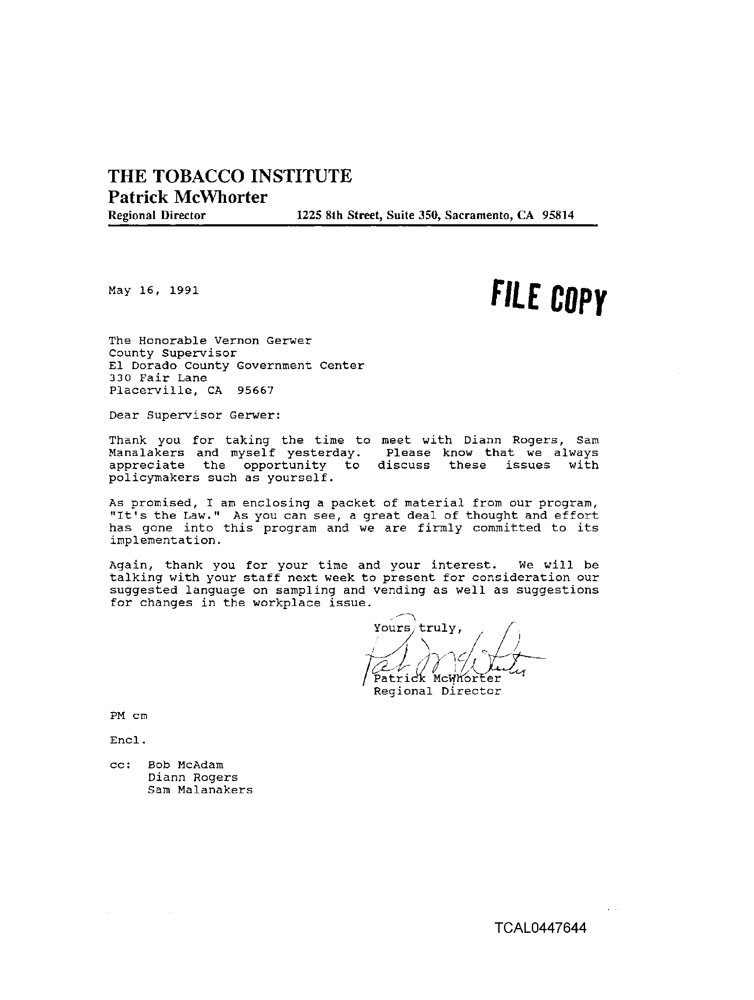 THE TOBACCO INSTITUTE
Patrick McWhorter
Regional Director 1225 8th Street, Suite 350, Sacramento, CA 95814
May 16, 1991
FILE COPY
The Honorable Vernon Gerwer
County Supervisor
El Dorado County Government Center
330 Fair Lane
Placerville, CA 95667
Dear Supervisor Gerwer:
Thank you for taking the time to meet with Diann Rogers, Sam
Manalakers and myself yesterday. Please know that we always
appreciate the opportunity to discuss these issues with
policymakers such as yourself.
As promised, I am enclosing a packet of material from our program,
"It's the Law." As you can see, a great deal of thought and effort
has gone into this program and we are firmly committed to its
implementation.
Again, thank you for your time and your interest. We will be
talking with your staff next week to present for consideration our
suggested language on sampling and vending as well as suggestions
for changes in the workplace issue.
Yours truly,
Pat McWhorter
Patrick McWhorter
Regional Director
PM cm
Encl.
cc: Bob McAdam
Diann Rogers
Sam Malanakers
TCAL0447644